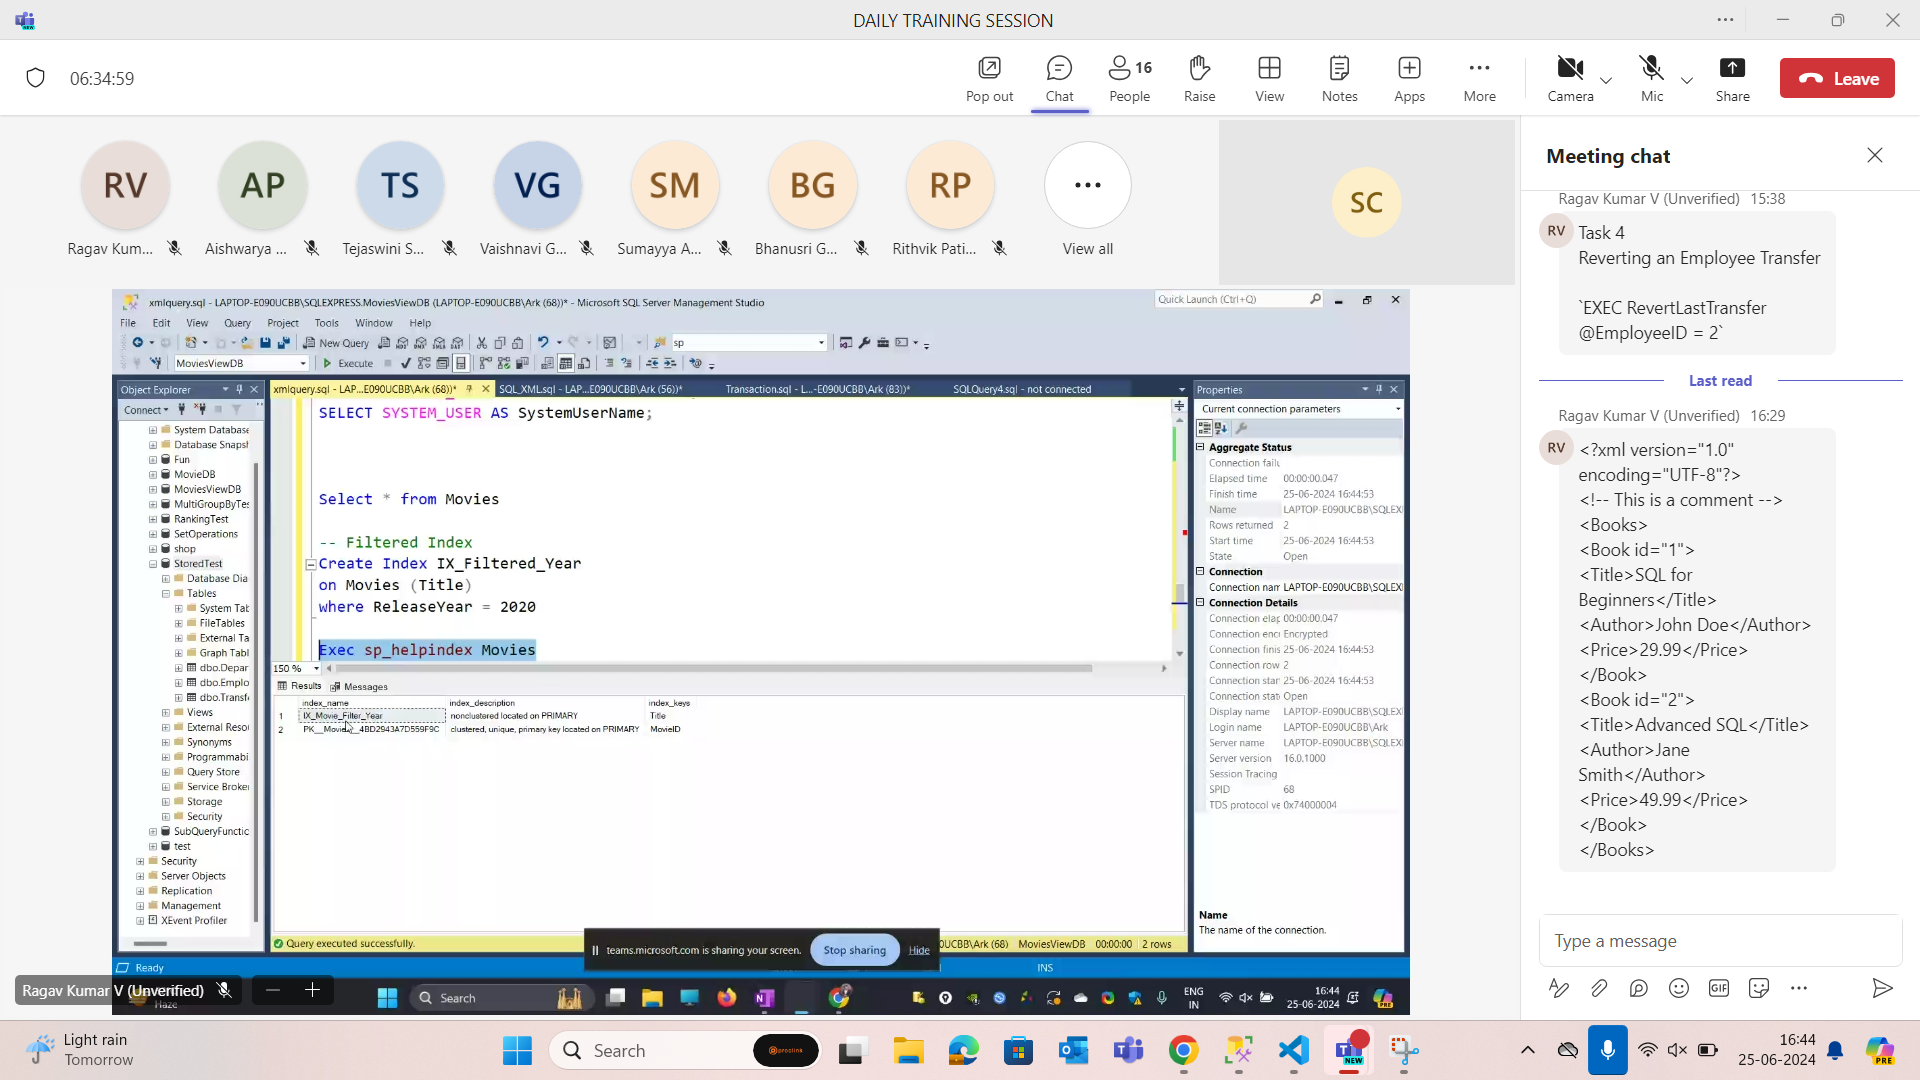 DAILY TRAINING SESSION
06:34:59
Pop out
Chat
16
People
Raise
View
Notes
Apps
More
Camera
Mic
Share
Leave
RV
AP
TS
VG
SM
BG
RP
SC
Ragav Kum...
Aishwarya ...
Tejaswini S...
Vaishnavi G...
Sumayya A...
Bhanusri G...
Rithvik Pati...
View all
xmlquery.sql - LAPTOP-E090UCBB\SQLEXPRESS.MoviesViewDB (LAPTOP-E090UCBB\Ark (68))* - Microsoft SQL Server Management Studio
Quick Launch (Ctrl+Q)
File Edit View Query Project Tools Window Help
New Query
sp
MoviesViewDB
Execute
Object Explorer
Connect
System Database
Database Snapsh
Fun
MovieDB
MoviesViewDB
MultiGroupByTes
RankingTest
SetOperations
shop
StoredTest
Database Dia
Tables
System Tab
FileTables
External Ta
Graph Tabl
dbo.Depar
dbo.Emplo
dbo.Transf
Views
External Resou
Synonyms
Programmabi
Query Store
Service Broker
Storage
Security
SubQueryFunctic
test
Security
Server Objects
Replication
Management
XEvent Profiler
xmlquery.sql - LAP...E090UCBB\Ark (68))*
SQL_XML.sql - LAP...E090UCBB\Ark (56))*
Transaction.sql - L...-E090UCBB\Ark (83))*
SQLQuery4.sql - not connected
SELECT SYSTEM_USER AS SystemUserName;
Select * from Movies
-- Filtered Index
Create Index IX_Filtered_Year
on Movies (Title)
where ReleaseYear = 2020
Exec sp_helpindex Movies
150 %
Results
Messages
index_name index_description index_keys
1 IX_Movie_Filter_Year nonclustered located on PRIMARY Title
2 PK__Movie __4BD2943A7D559F9C clustered, unique, primary key located on PRIMARY MovieID
Query executed successfully.
UCBB\Ark (68) MoviesViewDB 00:00:00 2 rows
Properties
Current connection parameters
Aggregate Status
Connection failu
Elapsed time 00:00:00.047
Finish time 25-06-2024 16:44:53
Name LAPTOP-E090UCBB\SQLEXI
Rows returned 2
Start time 25-06-2024 16:44:53
State Open
Connection
Connection nam LAPTOP-E090UCBB\SQLEXI
Connection Details
Connection elap 00:00:00.047
Connection encr Encrypted
Connection finis 25-06-2024 16:44:53
Connection row 2
Connection star 25-06-2024 16:44:53
Connection stat Open
Display name LAPTOP-E090UCBB\SQLEXI
Login name LAPTOP-E090UCBB\Ark
Server name LAPTOP-E090UCBB\SQLEXI
Server version 16.0.1000
Session Tracing
SPID 68
TDS protocol ve 0x74000004
Name
The name of the connection.
teams.microsoft.com is sharing your screen.
Stop sharing
Hide
Ready
INS
Ragav Kumar V (Unverified)
Haze
Search
ENG
IN
16:44
25-06-2024
Meeting chat
Ragav Kumar V (Unverified) 15:38
RV
Task 4
Reverting an Employee Transfer
`EXEC RevertLastTransfer
@EmployeeID = 2`
Last read
Ragav Kumar V (Unverified) 16:29
RV
<?xml version="1.0"
encoding="UTF-8"?>
<!-- This is a comment -->
<Books>
<Book id="1">
<Title>SQL for
Beginners</Title>
<Author>John Doe</Author>
<Price>29.99</Price>
</Book>
<Book id="2">
<Title>Advanced SQL</Title>
<Author>Jane
Smith</Author>
<Price>49.99</Price>
</Book>
</Books>
Type a message
GIF
Light rain
Tomorrow
Search
proclink
NEW
16:44
25-06-2024
PRE